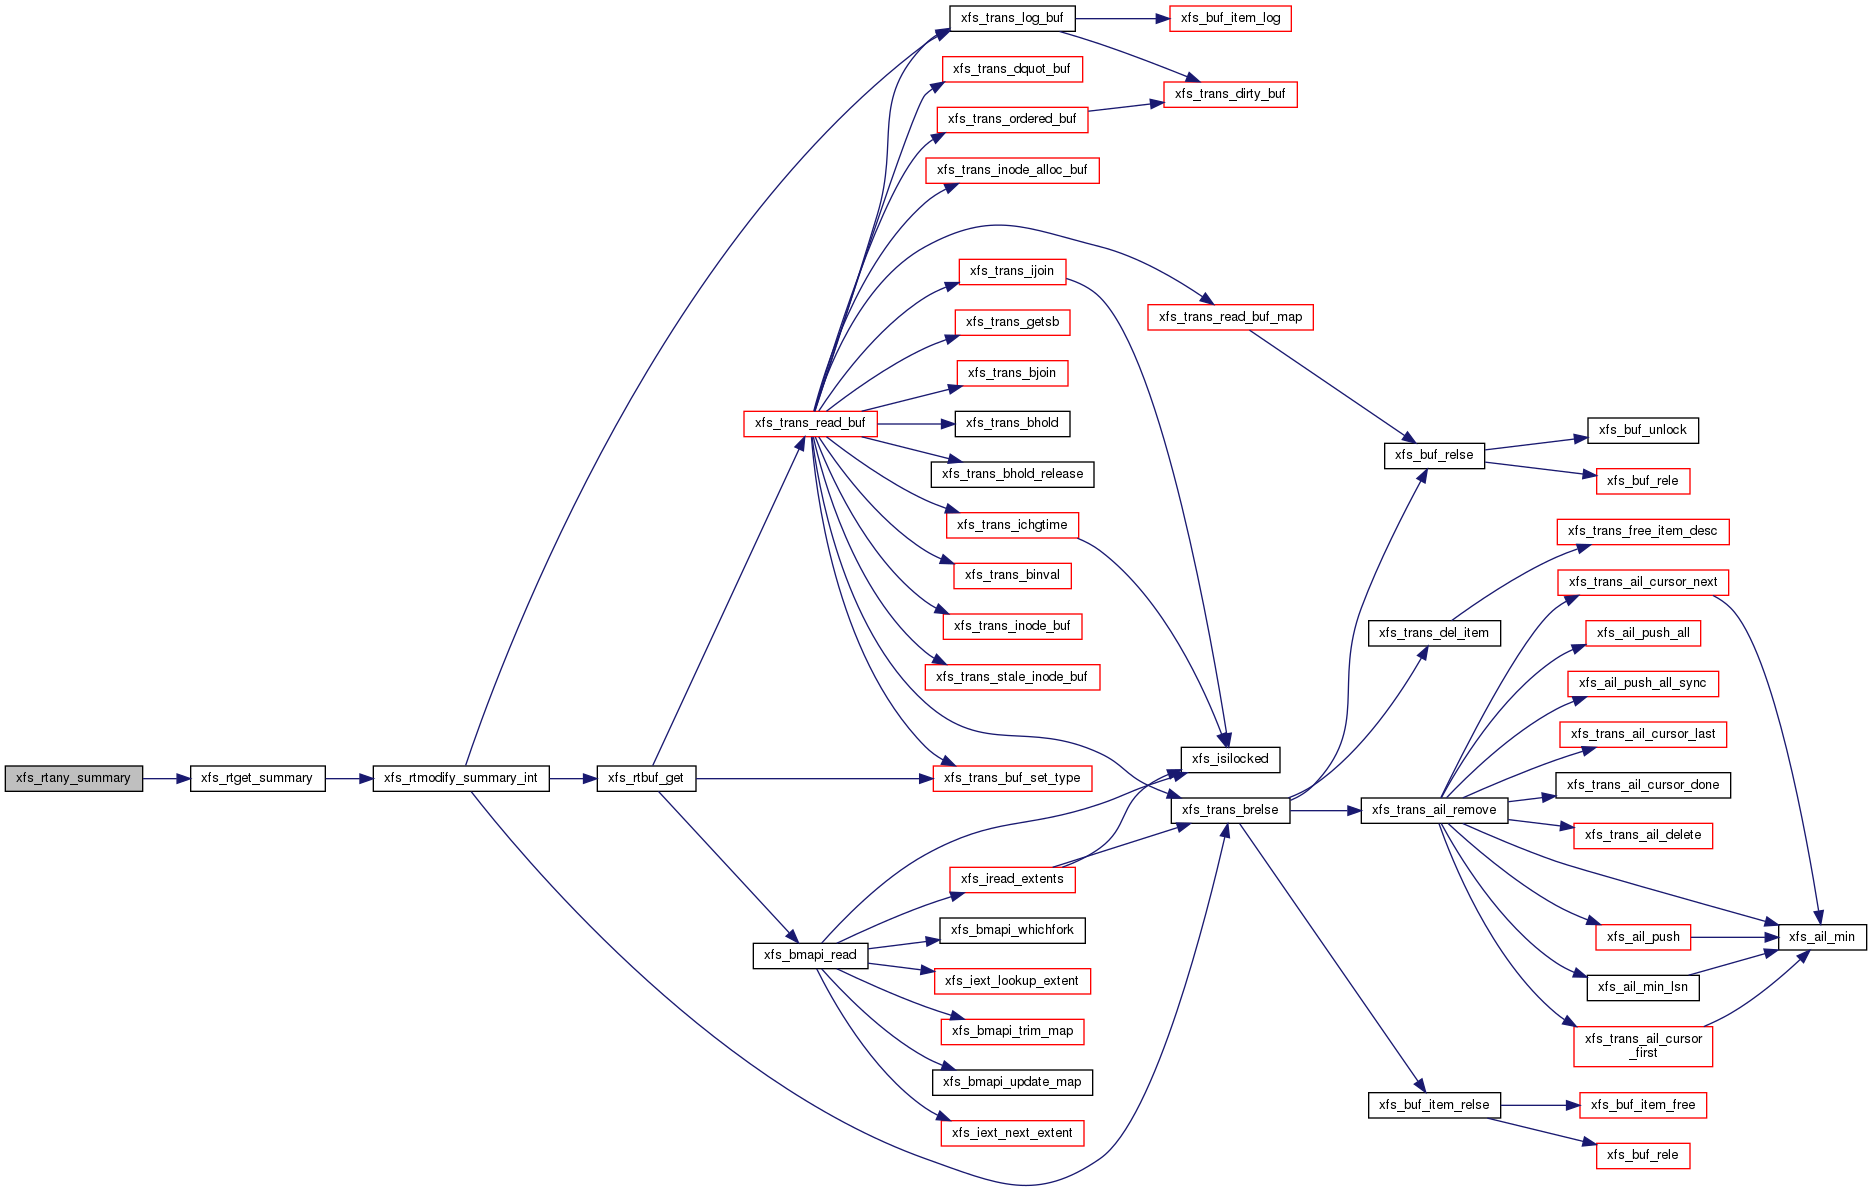 xfs_trans_log_buf
xfs_buf_item_log
xfs_trans_dquot_buf
xfs_trans_dirty_buf
xfs_trans_ordered_buf
xfs_trans_inode_alloc_buf
xfs_trans_ijoin
xfs_trans_read_buf_map
xfs_trans_getsb
xfs_trans_bjoin
xfs_trans_read_buf
xfs_trans_bhold
xfs_buf_unlock
xfs_buf_relse
xfs_trans_bhold_release
xfs_buf_rele
xfs_trans_ichgtime
xfs_trans_free_item_desc
xfs_trans_binval
xfs_trans_ail_cursor_next
xfs_trans_inode_buf
xfs_trans_del_item
xfs_ail_push_all
xfs_trans_stale_inode_buf
xfs_ail_push_all_sync
xfs_trans_ail_cursor_last
xfs_isilocked
xfs_rtany_summary
xfs_rtget_summary
xfs_rtmodify_summary_int
xfs_rtbuf_get
xfs_trans_buf_set_type
xfs_trans_ail_cursor_done
xfs_trans_brelse
xfs_trans_ail_remove
xfs_trans_ail_delete
xfs_iread_extents
xfs_bmapi_whichfork
xfs_ail_push
xfs_ail_min
xfs_bmapi_read
xfs_iext_lookup_extent
xfs_ail_min_lsn
xfs_bmapi_trim_map
xfs_trans_ail_cursor
_first
xfs_bmapi_update_map
xfs_buf_item_relse
xfs_buf_item_free
xfs_iext_next_extent
xfs_buf_rele